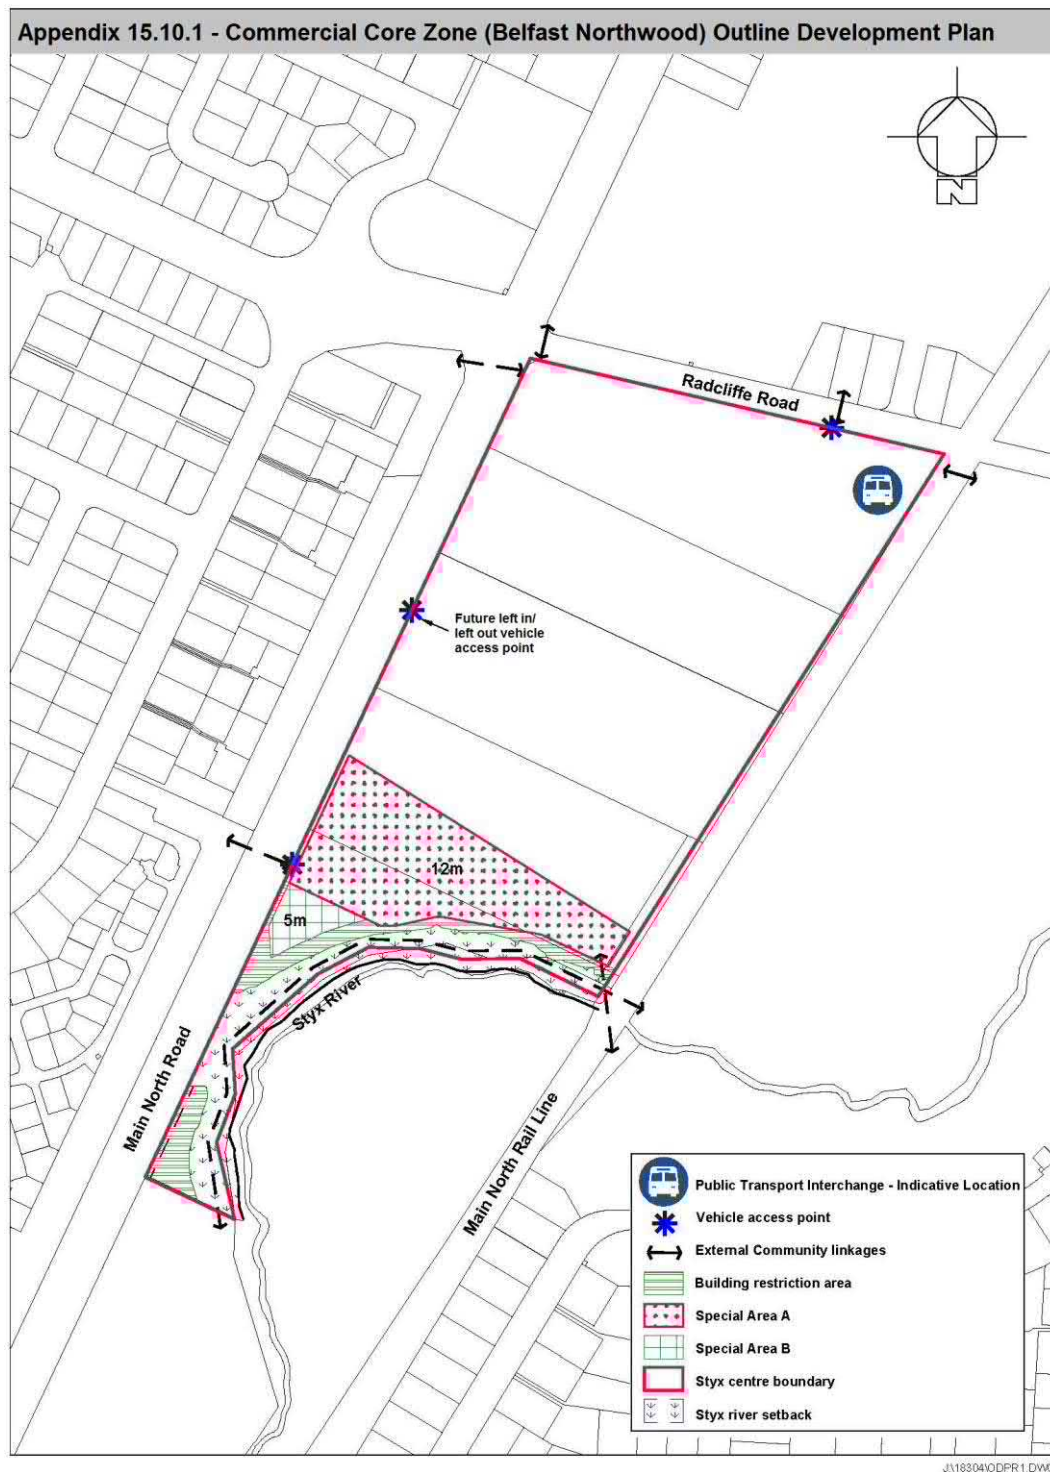 Appendix 15.10.1 - Commercial Core Zone (Belfast Northwood) Outline Development Plan
N
Radcliffe Road
Future left in/
left out vehicle
access point
12m
5m
Styx River
Main North Road
Main North Rail Line
Public Transport Interchange - Indicative Location
Vehicle access point
External Community linkages
Building restriction area
Special Area A
Special Area B
Styx centre boundary
Styx river setback
J:\18304\ODPR1.DWG